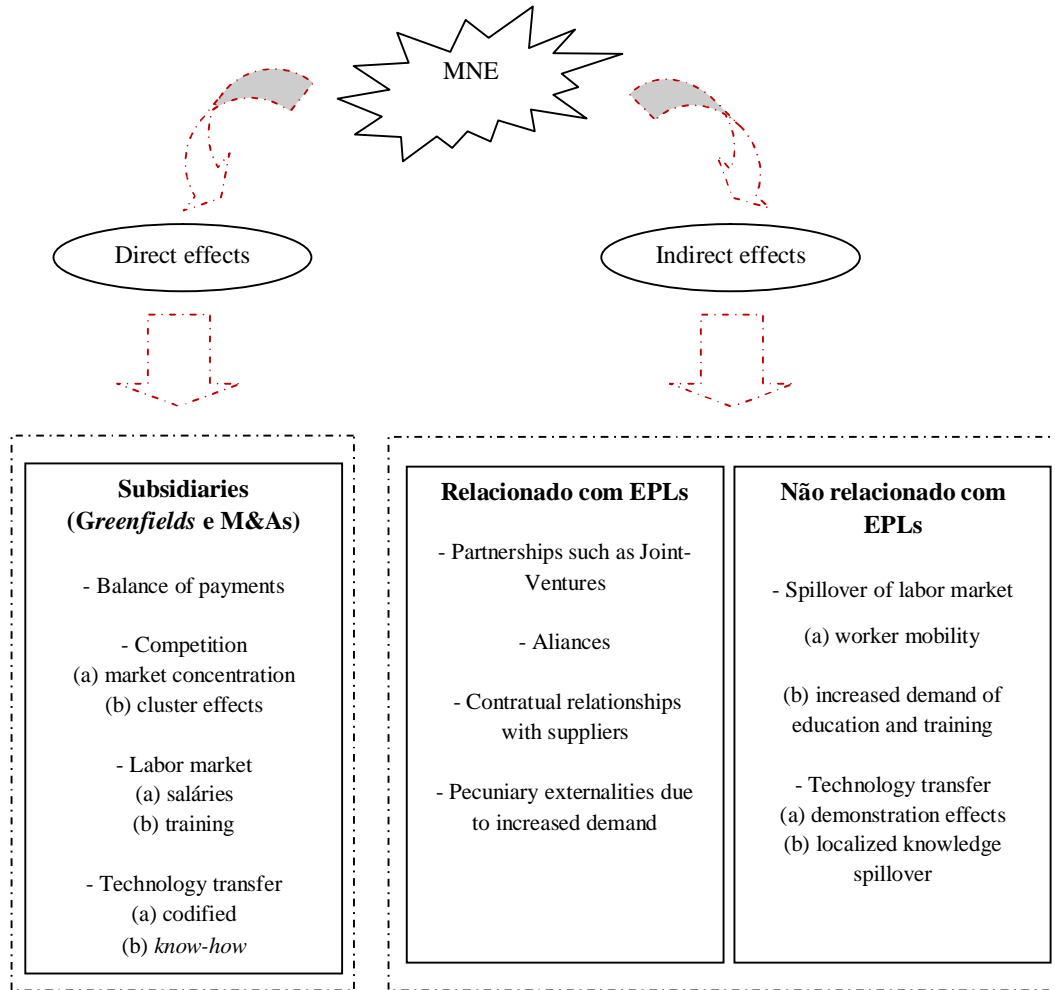 MNE
Direct effects
Indirect effects
Subsidiaries
(Greenfields e M&As)
- Balance of payments
- Competition
(a) market concentration
(b) cluster effects
- Labor market
(a) saláries
(b) training
- Technology transfer
(a) codified
(b) know-how
Relacionado com EPLs
- Partnerships such as Joint-
Ventures
- Aliances
- Contratual relationships
with suppliers
- Pecuniary externalities due
to increased demand
Não relacionado com
EPLs
- Spillover of labor market
(a) worker mobility
(b) increased demand of
education and training
- Technology transfer
(a) demonstration effects
(b) localized knowledge
spillover